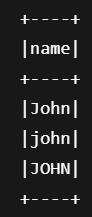 +----+
|name|
+----+
|John|
|john|
|JOHN|
+----+